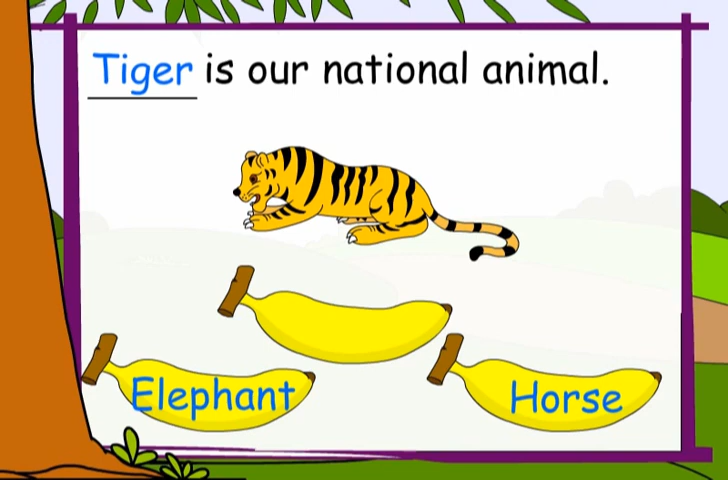 Tiger is our national animal.
Elephant
Horse